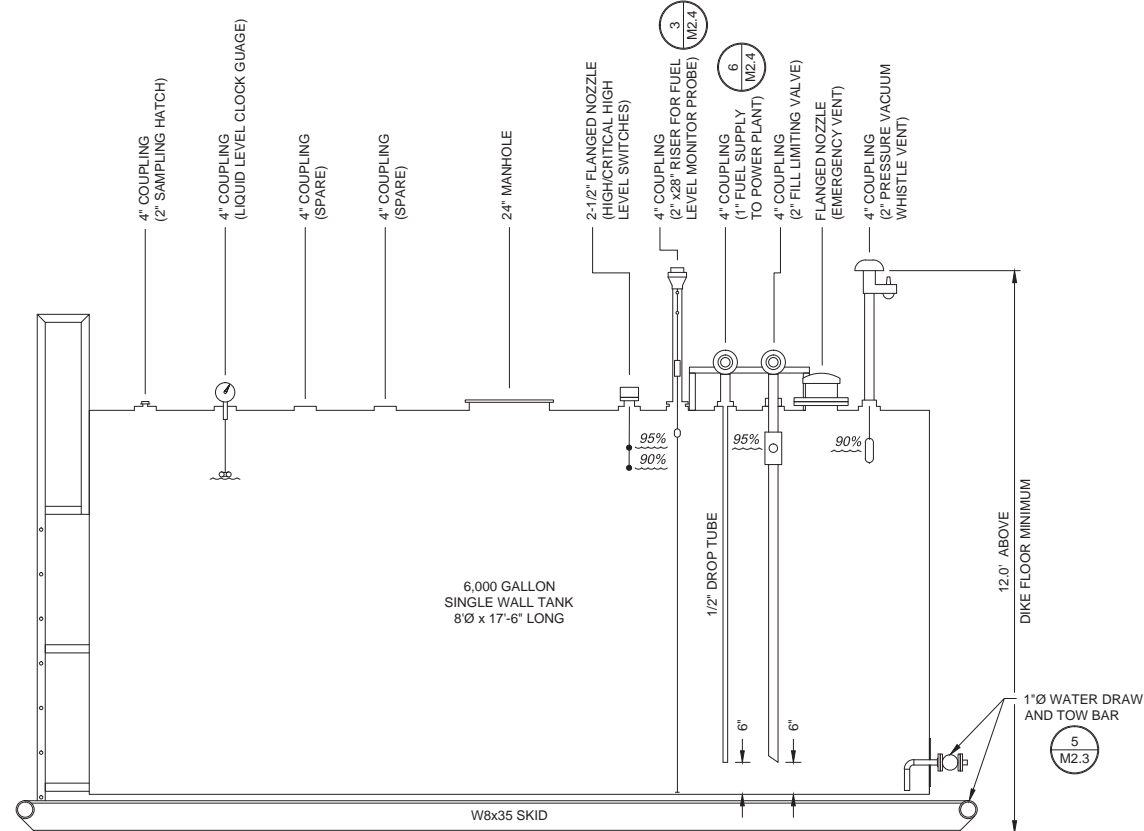 4" COUPLING
(2" SAMPLING HATCH)
4" COUPLING
(LIQUID LEVEL CLOCK GUAGE)
4" COUPLING
(SPARE)
4" COUPLING
(SPARE)
24" MANHOLE
2-1/2" FLANGED NOZZLE
(HIGH/CRITICAL HIGH
LEVEL SWITCHES)
3
M2.4
4" COUPLING
(2" x28" RISER FOR FUEL
LEVEL MONITOR PROBE)
6
M2.4
4" COUPLING
(1" FUEL SUPPLY
TO POWER PLANT)
4" COUPLING
(2" FILL LIMITING VALVE)
FLANGED NOZZLE
(EMERGENCY VENT)
4" COUPLING
(2" PRESSURE VACUUM
WHISTLE VENT)
95%
90%
95%
90%
6,000 GALLON
SINGLE WALL TANK
8'Ø x 17'-6" LONG
1/2" DROP TUBE
6"
6"
12.0' ABOVE
DIKE FLOOR MINIMUM
1"Ø WATER DRAW
AND TOW BAR
5
M2.3
W8x35 SKID